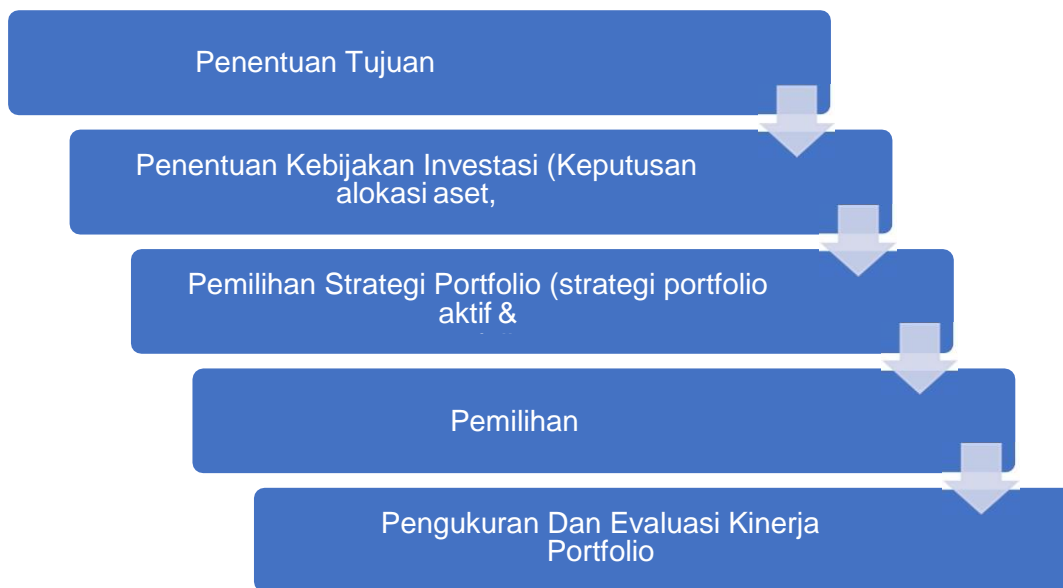 Penentuan Tujuan
Penentuan Kebijakan Investasi (Keputusan
alokasi aset,
Pemilihan Strategi Portfolio (strategi portfolio
aktif &
Pemilihan
Pengukuran Dan Evaluasi Kinerja
Portfolio